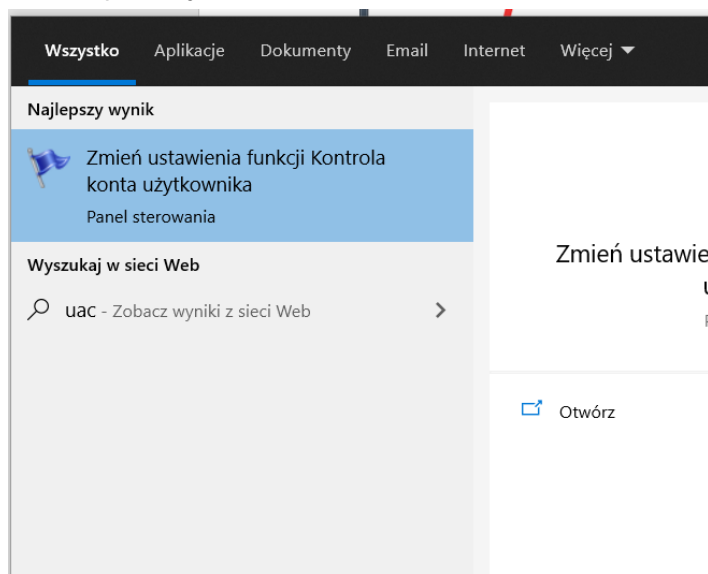 Wszystko Aplikacje Dokumenty Email Internet Więcej
Najlepszy wynik
Zmień ustawienia funkcji Kontrola
konta użytkownika
Panel sterowania
Wyszukaj w sieci Web
uac - Zobacz wyniki z sieci Web
Zmień
Otwórz